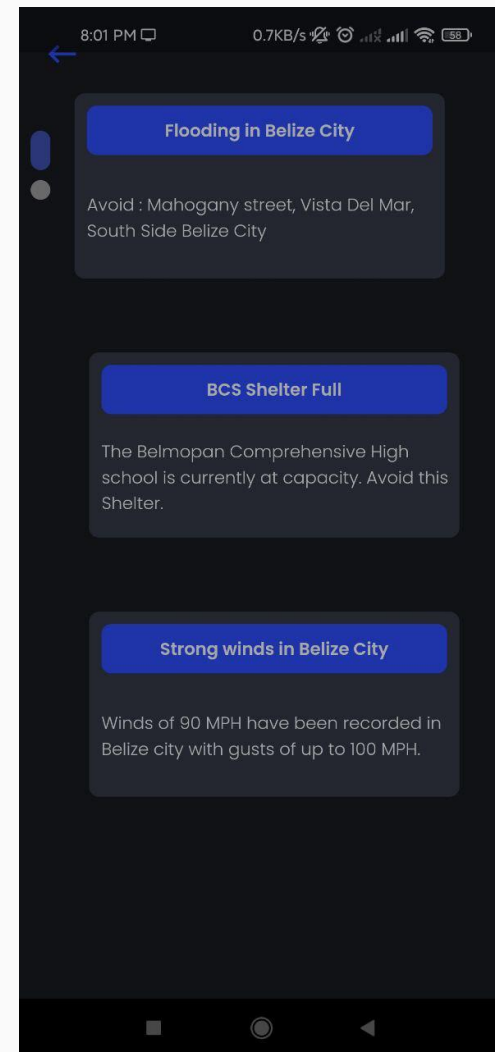 8:01 PM 0.7KB/s 58
Flooding in Belize City
Avoid : Mahogany street, Vista Del Mar,
South Side Belize City
BCS Shelter Full
The Belmopan Comprehensive High
school is currently at capacity. Avoid this
Shelter.
Strong winds in Belize City
Winds of 90 MPH have been recorded in
Belize city with gusts of up to 100 MPH.